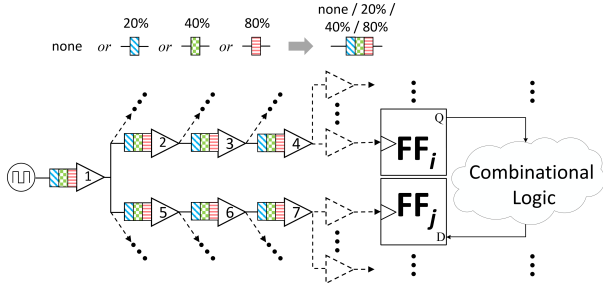 20% 40% 80%
none or or or
none / 20% /
40% / 80%
1
2 3 4
5 6 7
Q
FFi
FFj
D
Combinational
Logic